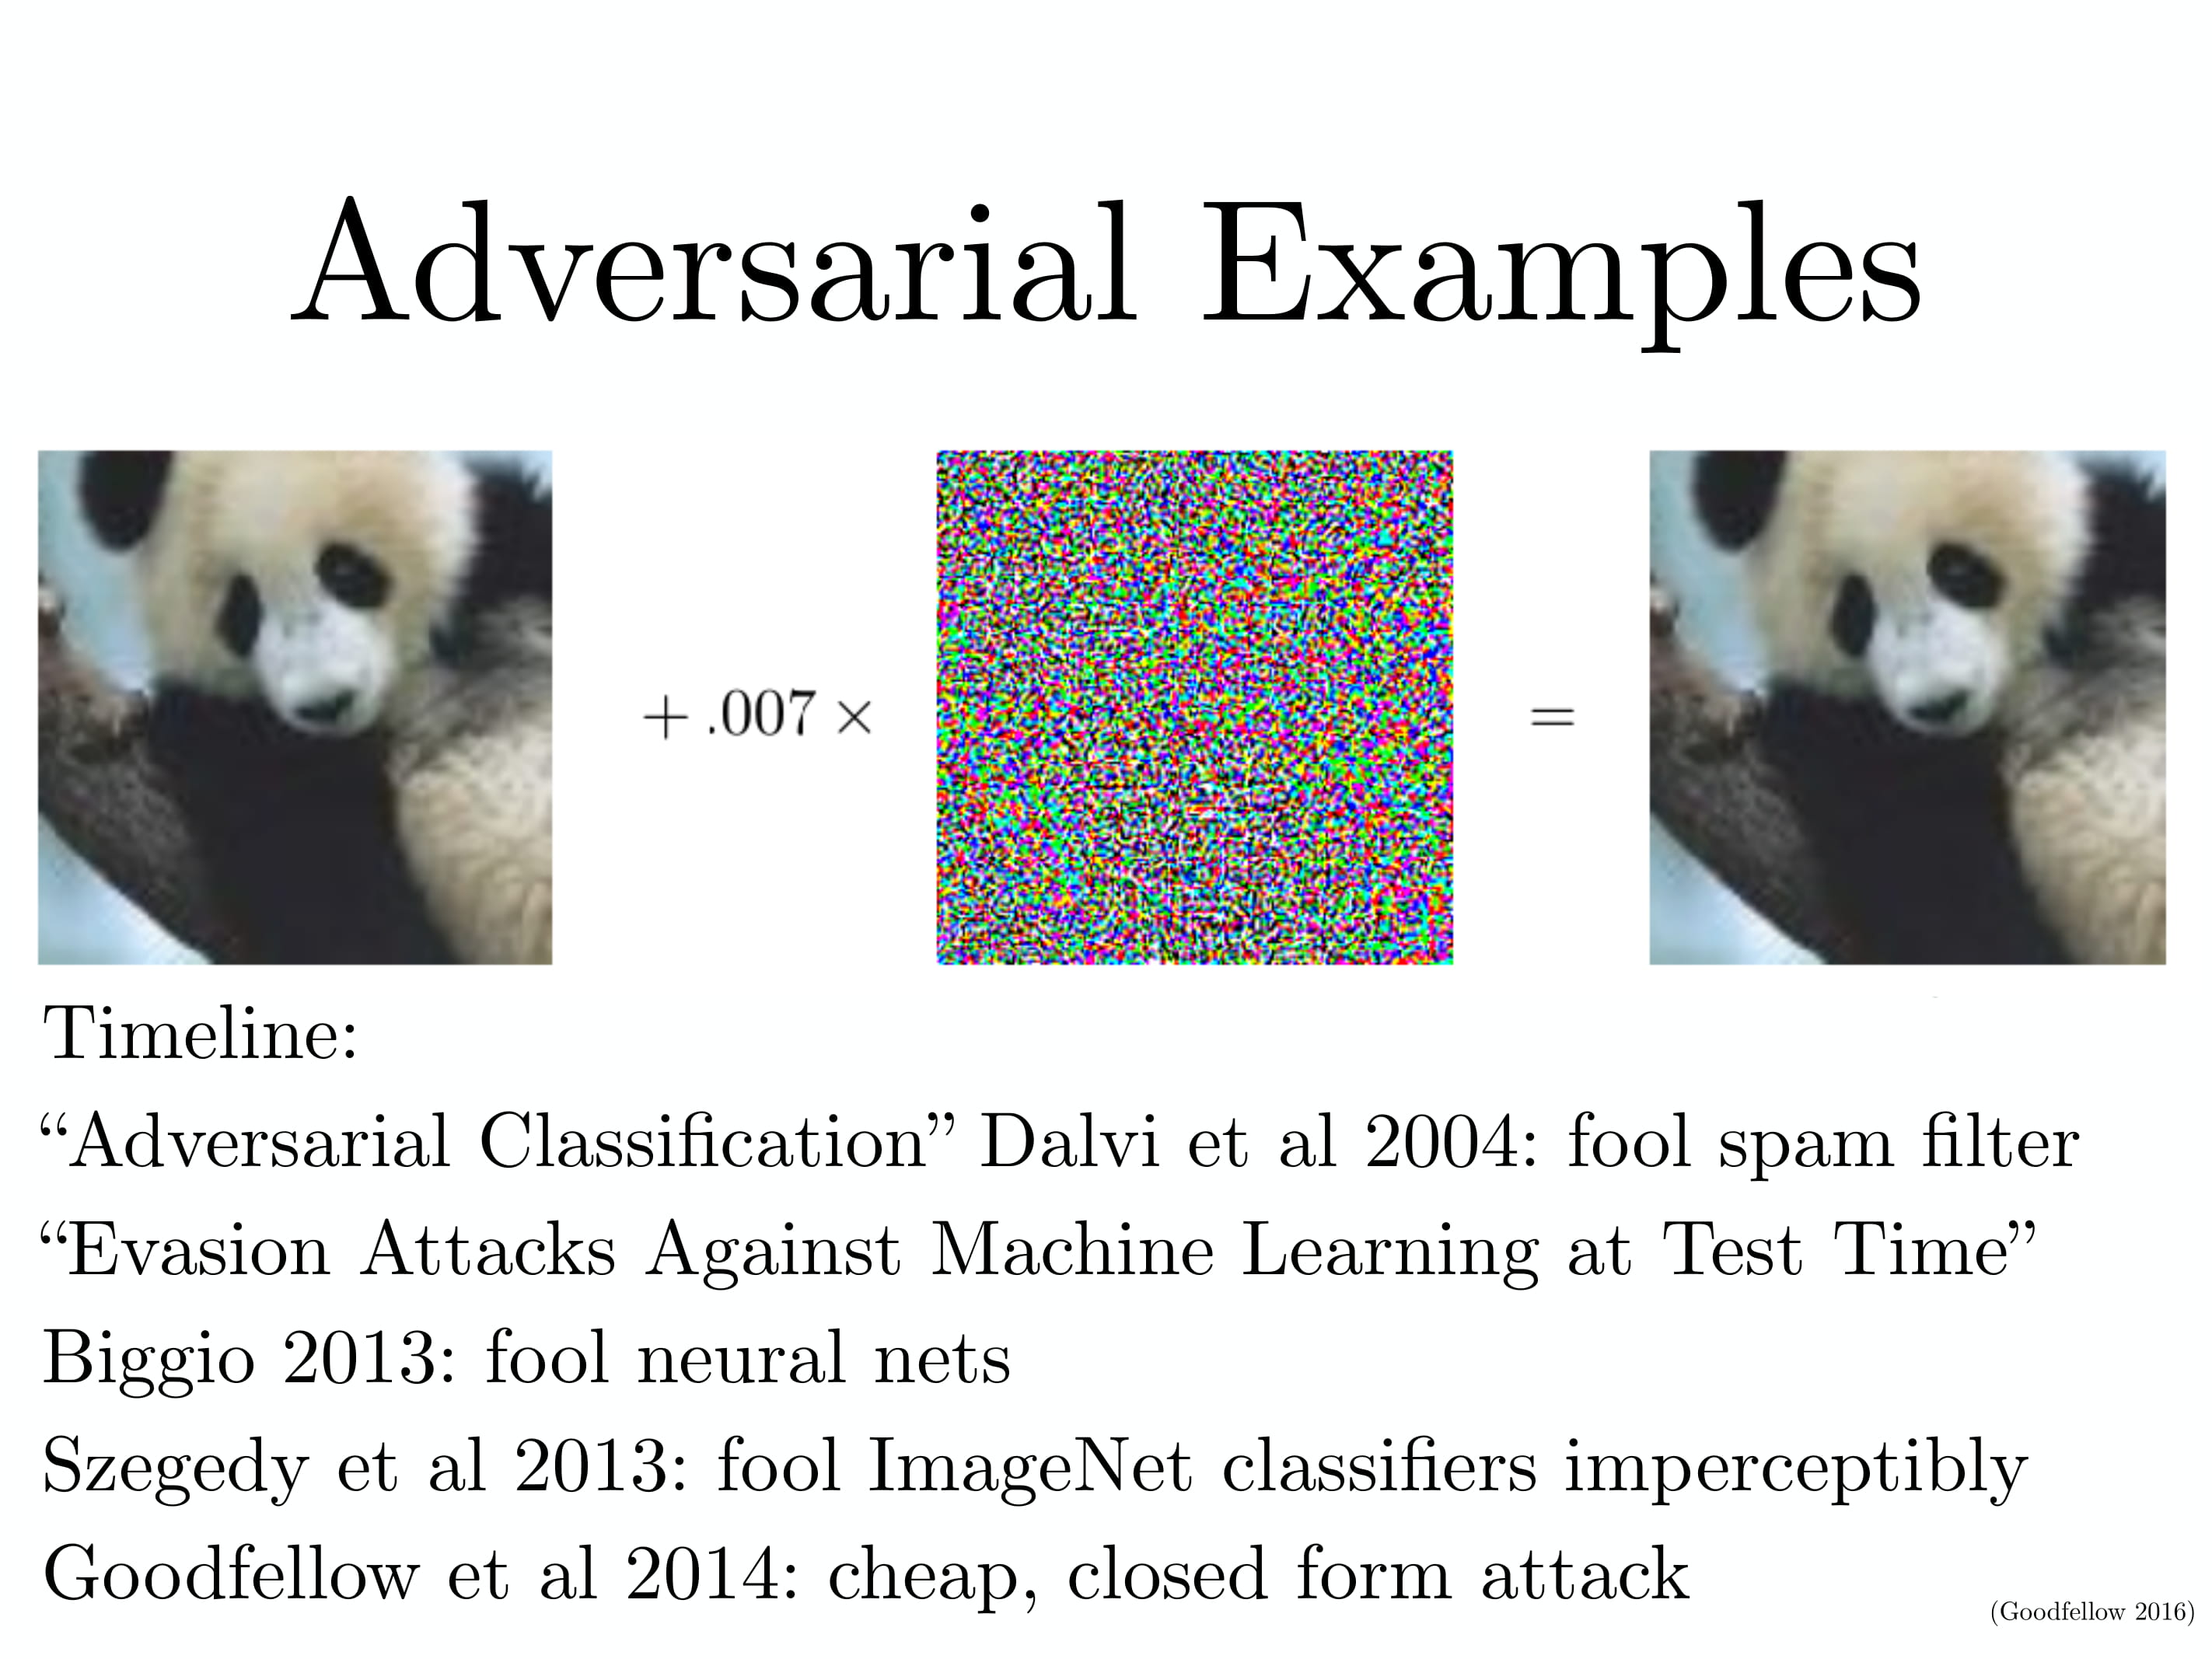 Adversarial Examples
+ .007 × =
Timeline:
“Adversarial Classification” Dalvi et al 2004: fool spam filter
“Evasion Attacks Against Machine Learning at Test Time”
Biggio 2013: fool neural nets
Szegedy et al 2013: fool ImageNet classifiers imperceptibly
Goodfellow et al 2014: cheap, closed form attack
(Goodfellow 2016)